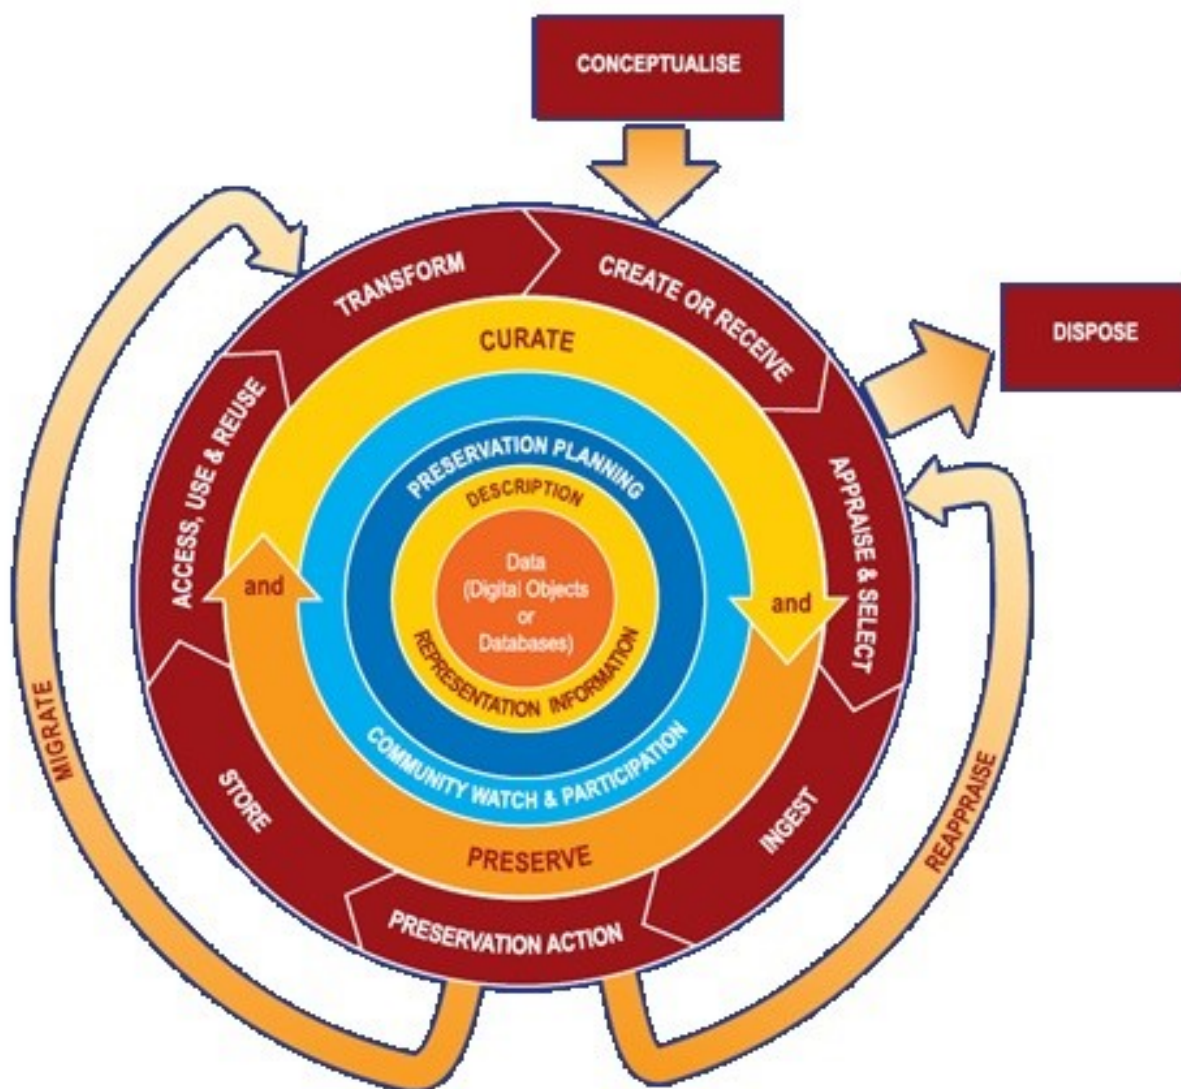 CONCEPTUALISE
TRANSFORM
CREATE OR RECEIVE
DISPOSE
CURATE
ACCESS, USE & REUSE
APPRAISE & SELECT
PRESERVATION PLANNING
DESCRIPTION
Data
(Digital Objects
or
Databases)
and
and
REPRESENTATION INFORMATION
COMMUNITY WATCH & PARTICIPATION
MIGRATE
STORE
INGEST
REAPPRAISE
PRESERVE
PRESERVATION ACTION